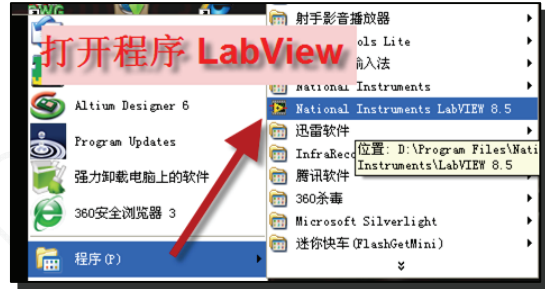 打开程序 LabView
Altium Designer 6
Program Updates
强力卸载电脑上的软件
360安全浏览器 3
程序(P)
射手影音播放器
ols Lite
输入法
National Instruments
National Instruments LabVIEW 8.5
迅雷软件
InfraReco
位置: D:\Program Files\Nati
Instruments\LabVIEW 8.5
腾讯软件
360杀毒
Microsoft Silverlight
迷你快车(FlashGetMini)